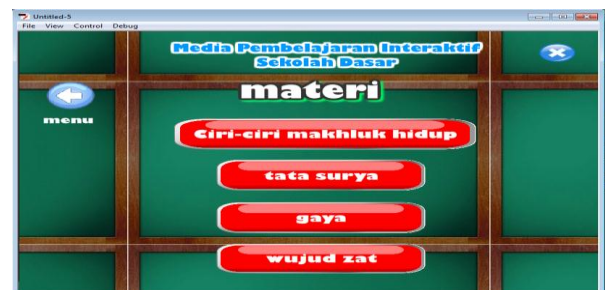 Untitled-5
File View Control Debug
Media Pembelajaran Interaktif
Sekolah Dasar
materi
menu
Ciri-ciri makhluk hidup
tata surya
gaya
wujud zat